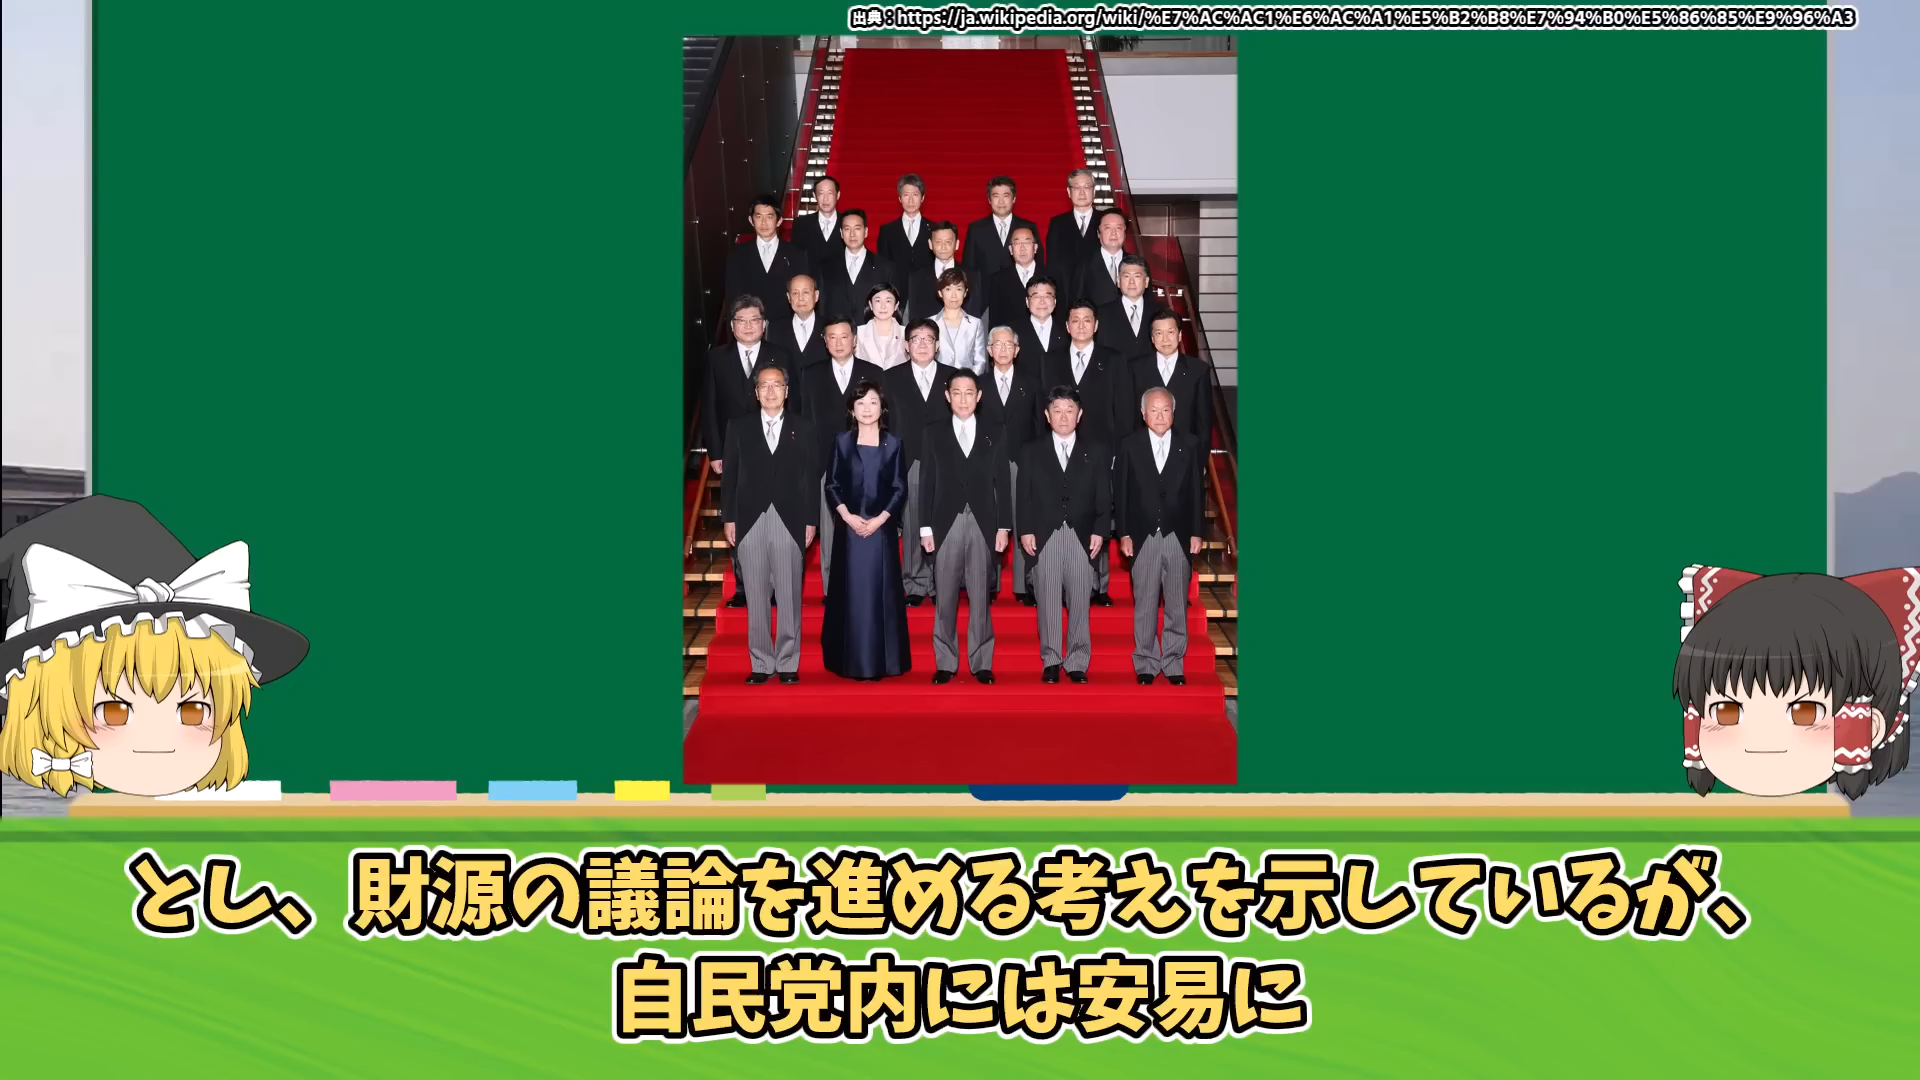 出典：https://ja.wikipedia.org/wiki/%E7%AC%AC1%E6%AC%A1%E5%B2%B8%E7%94%B0%E5%86%85%E9%96%A3
とし、財源の議論を進める考えを示しているが、
自民党内には安易に